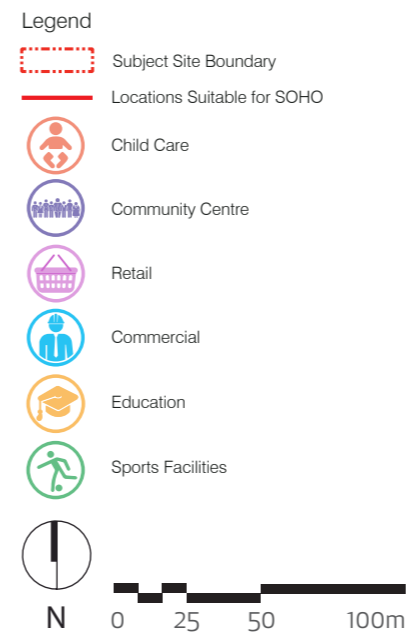 Legend
Subject Site Boundary
Locations Suitable for SOHO
Child Care
Community Centre
Retail
Commercial
Education
Sports Facilities
N 0 25 50 100m